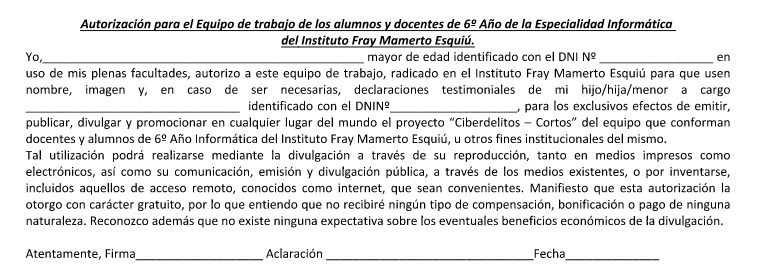 Autorización para el Equipo de trabajo de los alumnos y docentes de 6º Año de la Especialidad Informática
del Instituto Fray Mamerto Esquiú.
Yo,____________________________________________________ mayor de edad identificado con el DNI Nº __________________ en
uso de mis plenas facultades, autorizo a este equipo de trabajo, radicado en el Instituto Fray Mamerto Esquiú para que usen
nombre, imagen y, en caso de ser necesarias, declaraciones testimoniales de mi hijo/hija/menor a cargo
__________________________________ identificado con el DNINº____________________, para los exclusivos efectos de emitir,
publicar, divulgar y promocionar en cualquier lugar del mundo el proyecto “Ciberdelitos – Cortos” del equipo que conforman
docentes y alumnos de 6º Año Informática del Instituto Fray Mamerto Esquiú, u otros fines institucionales del mismo.
Tal utilización podrá realizarse mediante la divulgación a través de su reproducción, tanto en medios impresos como
electrónicos, así como su comunicación, emisión y divulgación pública, a través de los medios existentes, o por inventarse,
incluidos aquellos de acceso remoto, conocidos como internet, que sean convenientes. Manifiesto que esta autorización la
otorgo con carácter gratuito, por lo que entiendo que no recibiré ningún tipo de compensación, bonificación o pago de ninguna
naturaleza. Reconozco además que no existe ninguna expectativa sobre los eventuales beneficios económicos de la divulgación.
Atentamente, Firma____________________ Aclaración _________________________________Fecha_______________